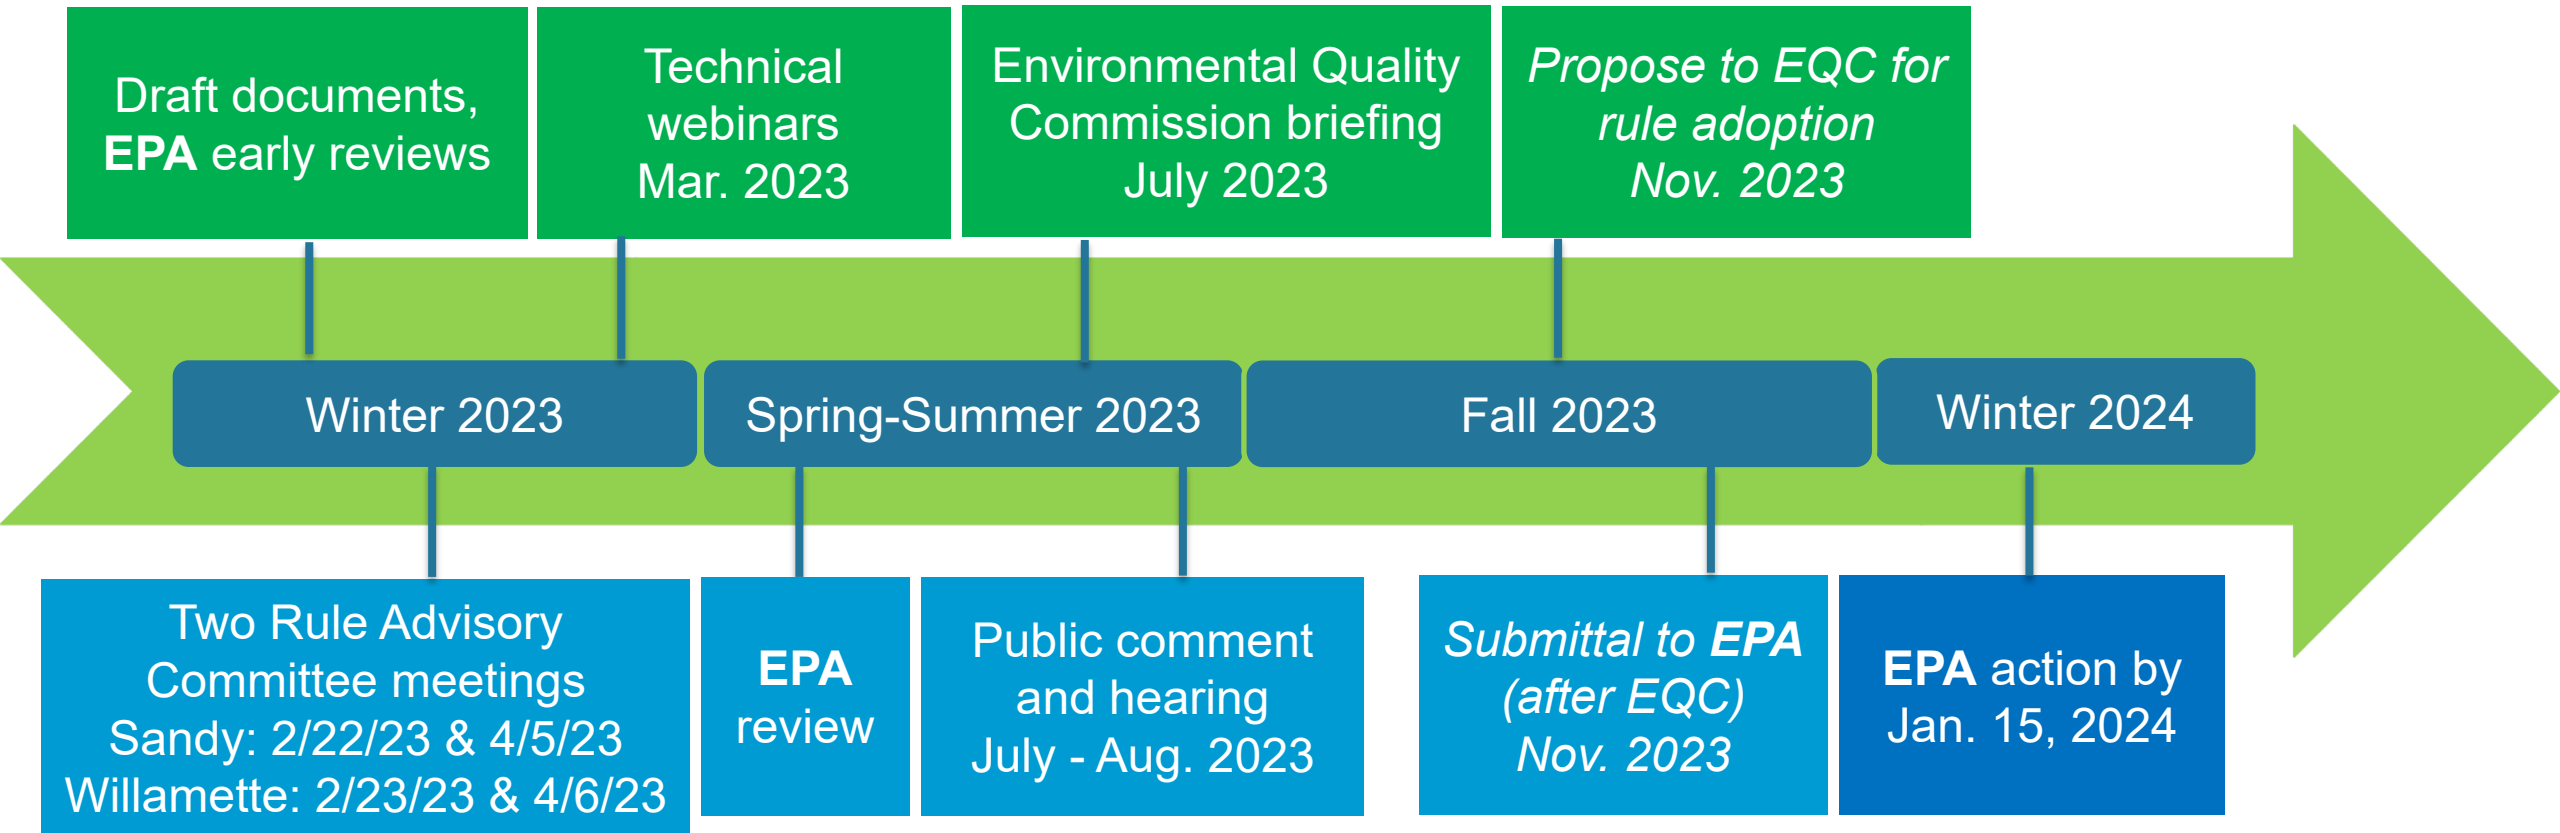 Draft documents,
EPA early reviews
Technical
webinars
Mar. 2023
Environmental Quality
Commission briefing
July 2023
Propose to EQC for
rule adoption
Nov. 2023
Winter 2023
Spring-Summer 2023
Fall 2023
Winter 2024
Two Rule Advisory
Committee meetings
Sandy: 2/22/23 & 4/5/23
Willamette: 2/23/23 & 4/6/23
EPA
review
Public comment
and hearing
July - Aug. 2023
Submittal to EPA
(after EQC)
Nov. 2023
EPA action by
Jan. 15, 2024